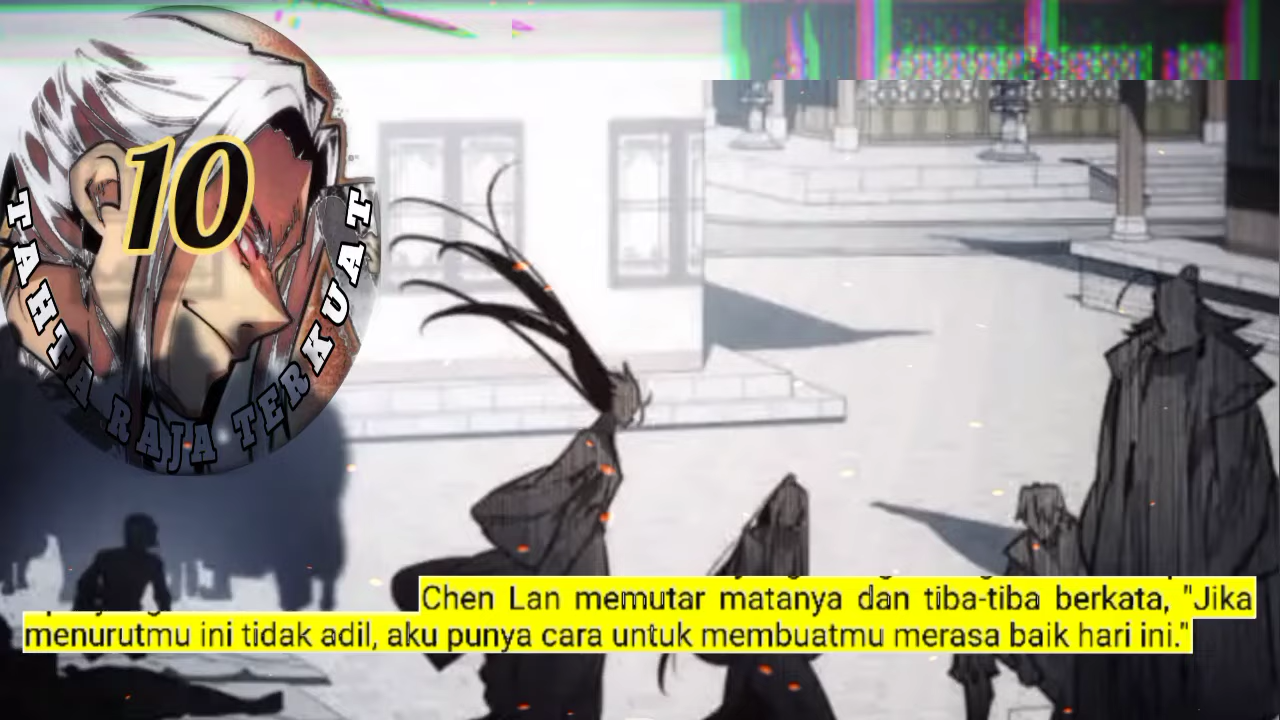 10
TAHTA RAJA TERKUAT
Chen Lan memutar matanya dan tiba-tiba berkata, "Jika
menurutmu ini tidak adil, aku punya cara untuk membuatmu merasa baik hari ini."